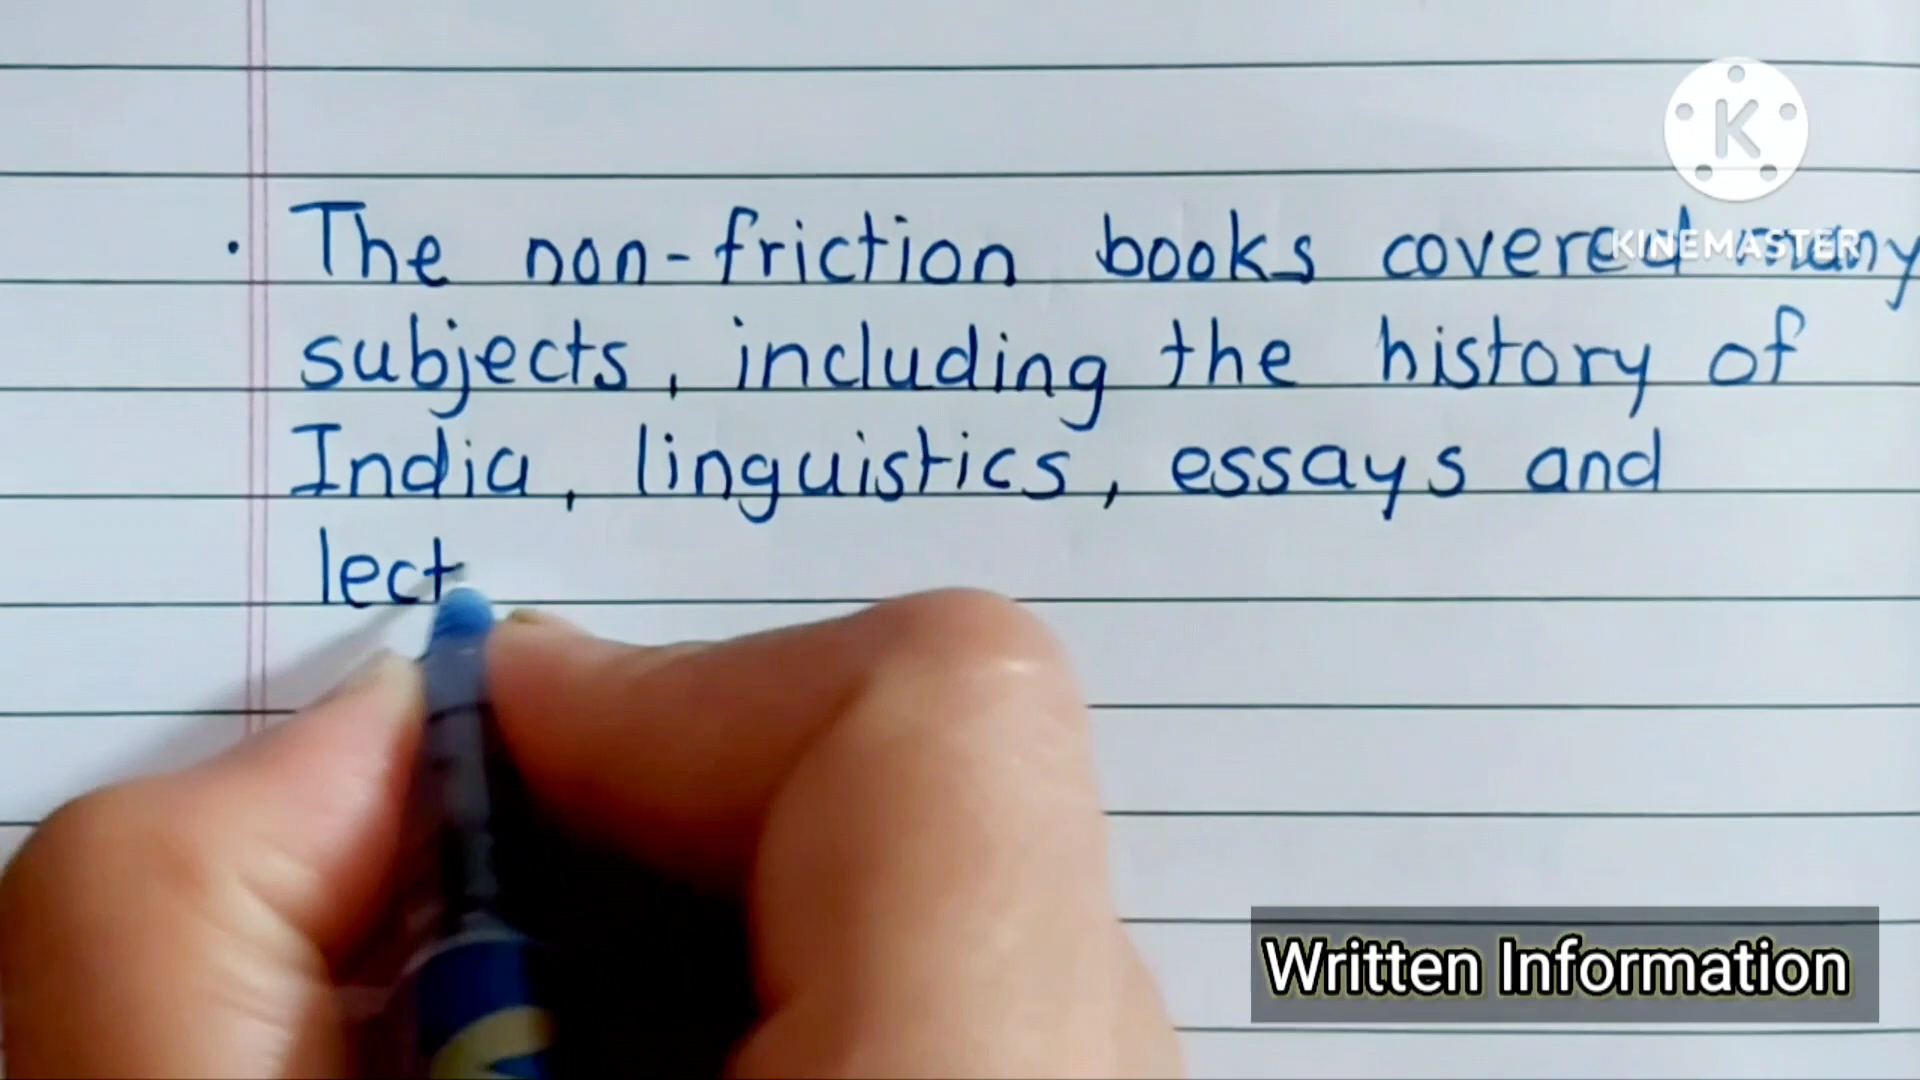 · The non-friction books covered many
subjects, including the history of
India, linguistics, essays and
lect
K
KINEMASTER
Written Information